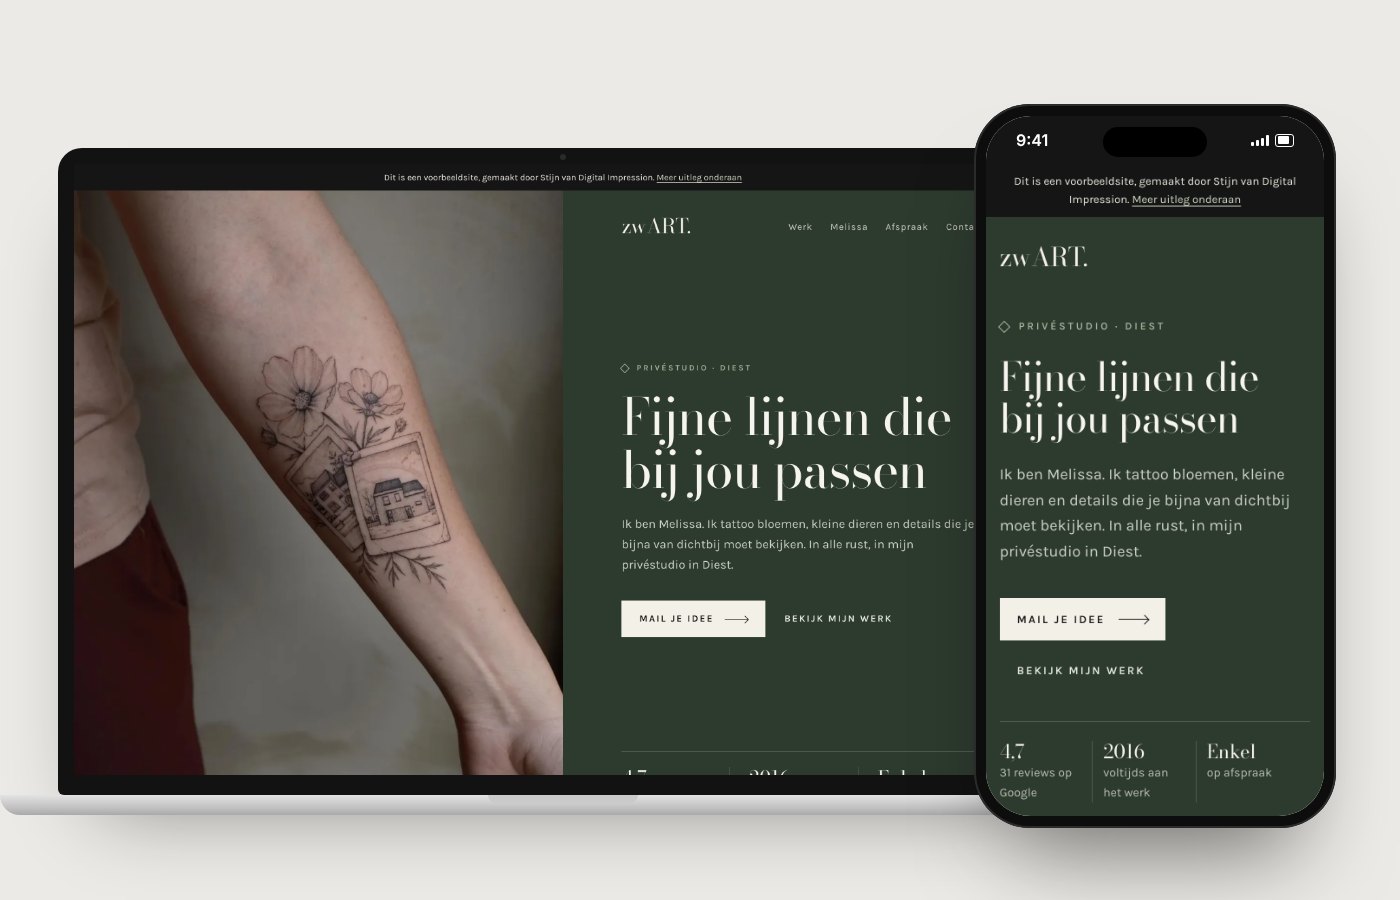 Dit is een voorbeeldsite, gemaakt door Stijn van Digital Impression. Meer uitleg onderaan
zwART.
Werk Melissa Afspraak
PRIVÉSTUDIO · DIEST
Fijne lijnen die
bij jou passen
Ik ben Melissa. Ik tattoo bloemen, kleine dieren en details die je
bijna van dichtbij moet bekijken. In alle rust, in mijn
privéstudio in Diest.
MAIL JE IDEE BEKIJK MIJN WERK
9:41
Dit is een voorbeeldsite, gemaakt door Stijn van Digital
Impression. Meer uitleg onderaan
zwART.
PRIVÉSTUDIO · DIEST
Fijne lijnen die
bij jou passen
Ik ben Melissa. Ik tattoo bloemen, kleine
dieren en details die je bijna van dichtbij
moet bekijken. In alle rust, in mijn
privéstudio in Diest.
MAIL JE IDEE
BEKIJK MIJN WERK
4,7 2016 Enkel
31 reviews op voltijds aan op afspraak
Google het werk